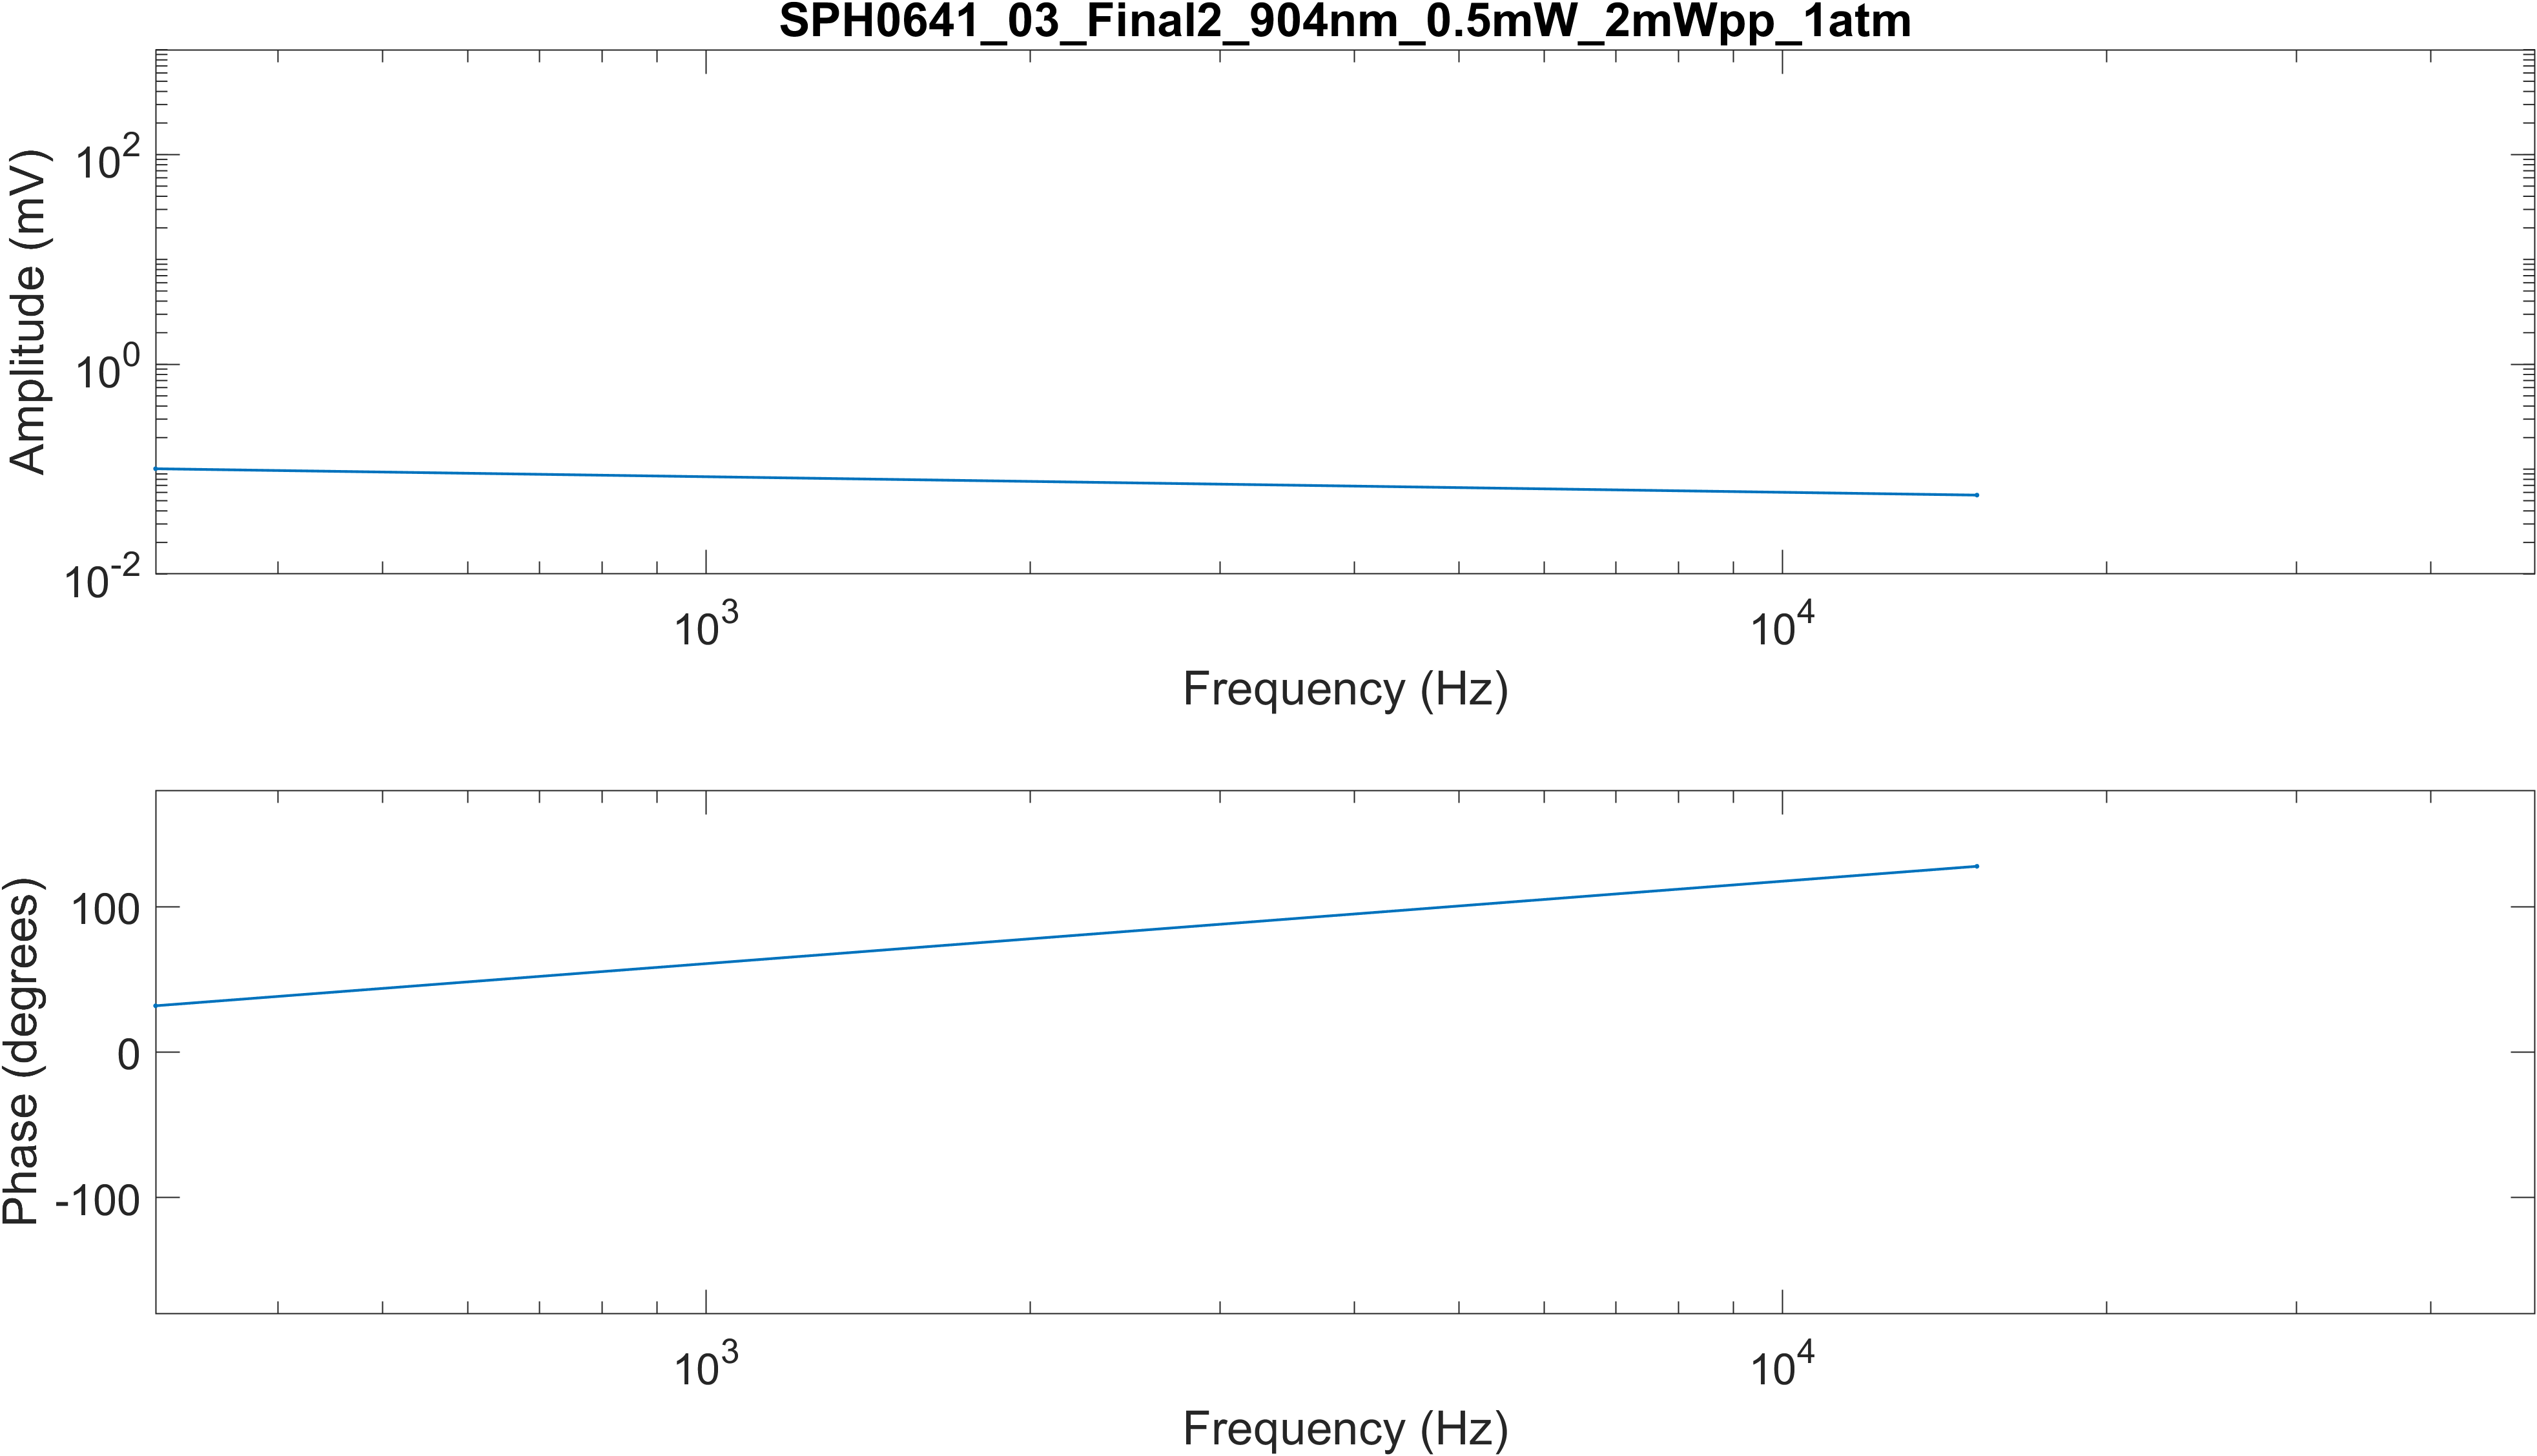 SPH0641_03_Final2_904nm_0.5mW_2mWpp_1atm
Amplitude (mV)
10^2
10^0
10^-2
10^3 10^4
Frequency (Hz)
Phase (degrees)
100
0
-100
10^3 10^4
Frequency (Hz)